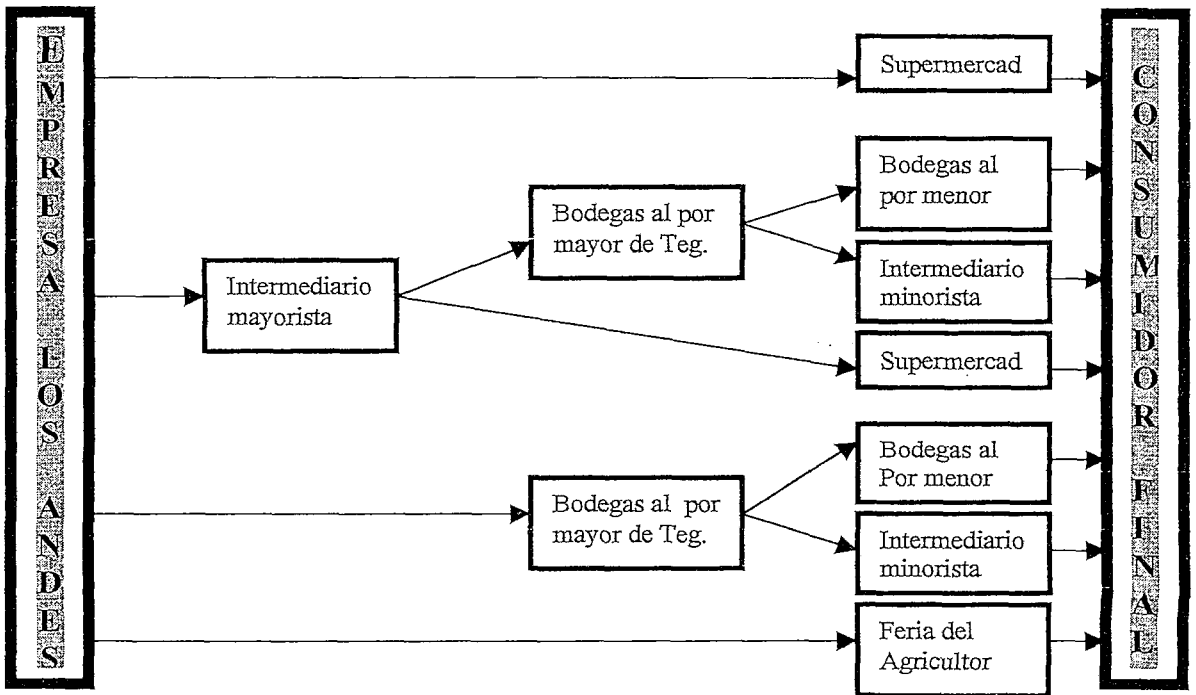 EMPRESA LOS ANDES
Supermercad
Bodegas al
por menor
Bodegas al por
mayor de Teg.
Intermediario
mayorista
Intermediario
minorista
Supermercad
Bodegas al
Por menor
Bodegas al por
mayor de Teg.
Intermediario
minorista
Feria del
Agricultor
CONSUMIDOR FINAL